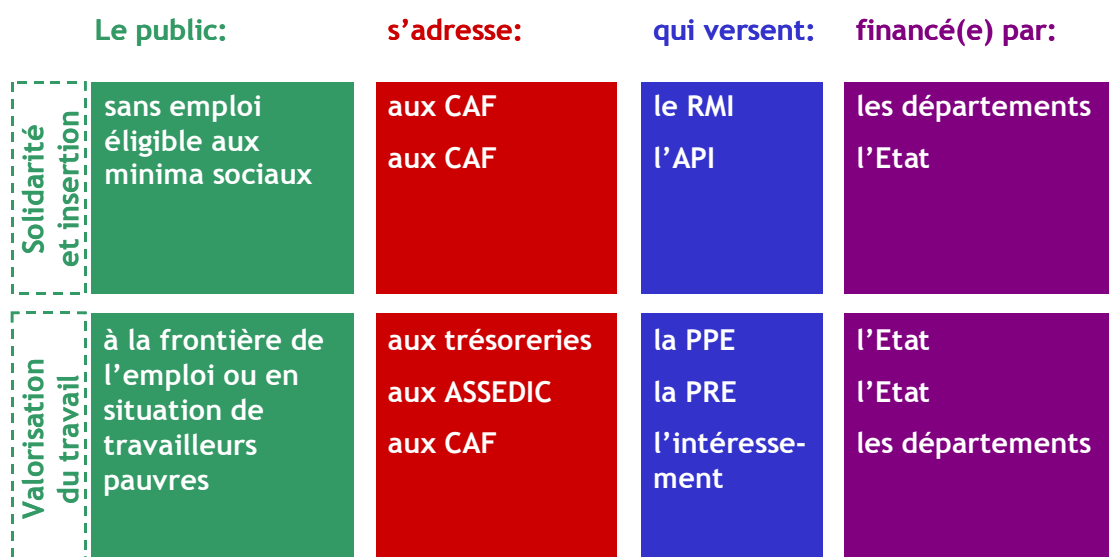 Le public:
s’adresse:
qui versent:
financé(e) par:
Solidarité
et insertion
sans emploi
éligible aux
minima sociaux
aux CAF
aux CAF
le RMI
l’API
les départements
l’Etat
Valorisation
du travail
à la frontière de
l’emploi ou en
situation de
travailleurs
pauvres
aux trésoreries
aux ASSEDIC
aux CAF
la PPE
la PRE
l’intéresse-
ment
l’Etat
l’Etat
les départements